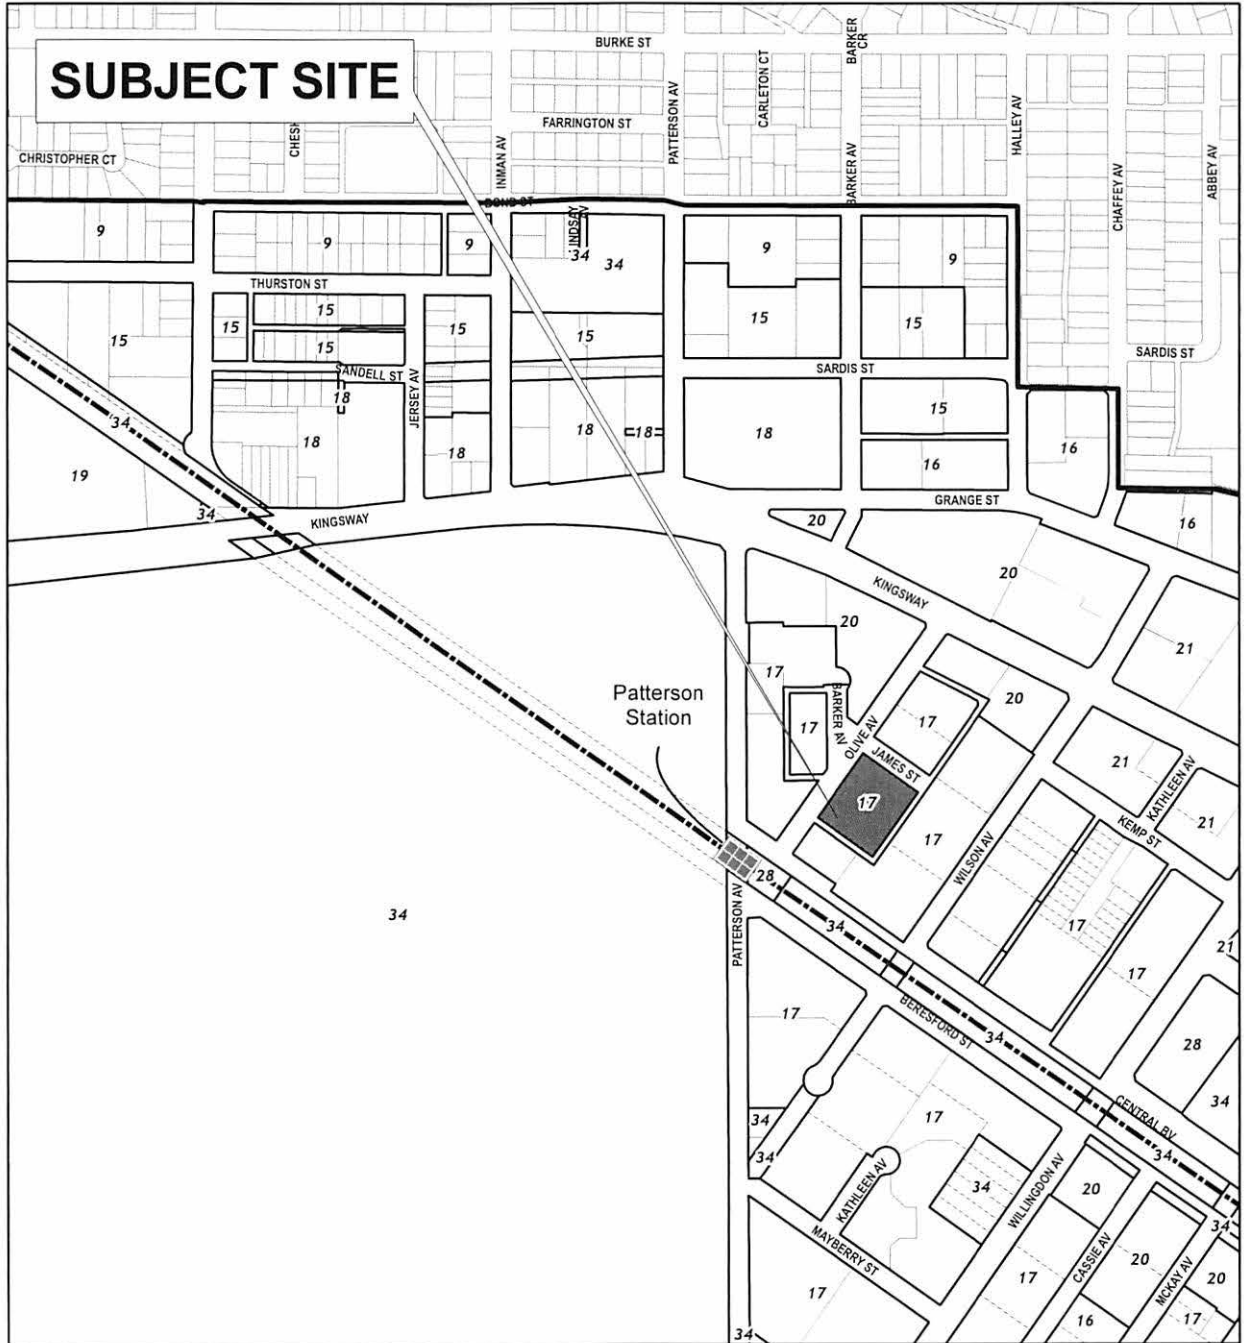 BURKE ST
BARKER
CR
SUBJECT SITE
FARRINGTON ST
PATTERSON AV
CARLETON CT
HALLEY AV
CHRISTOPHER CT
INMAN AV
BARKER AV
CHAFFEY AV
ABBEY AV
BOND ST
LINDSAY
AV
9
9
9
34
34
9
9
THURSTON ST
15
15
15
15
15
15
15
15
SANDELL ST
SARDIS ST
SARDIS ST
JERSEY AV
34
18
18
18
18
18
18
15
16
16
19
34
KINGSWAY
GRANGE ST
16
20
KINGSWAY
20
20
21
17
17
BARKER AV
OLIVE AV
JAMES ST
17
20
Patterson
Station
17
21
KATHLEEN AV
21
KEMP ST
17
WILSON AV
28
34
PATTERSON AV
34
17
17
21
17
BERESFORD ST
34
28
34
CENTRAL BV
34
34
17
34
KATHLEEN AV
34
WILLINGDON AV
20
34
MAYBERRY ST
17
17
CASSIE AV
20
MCKAY AV
20
16
17
34